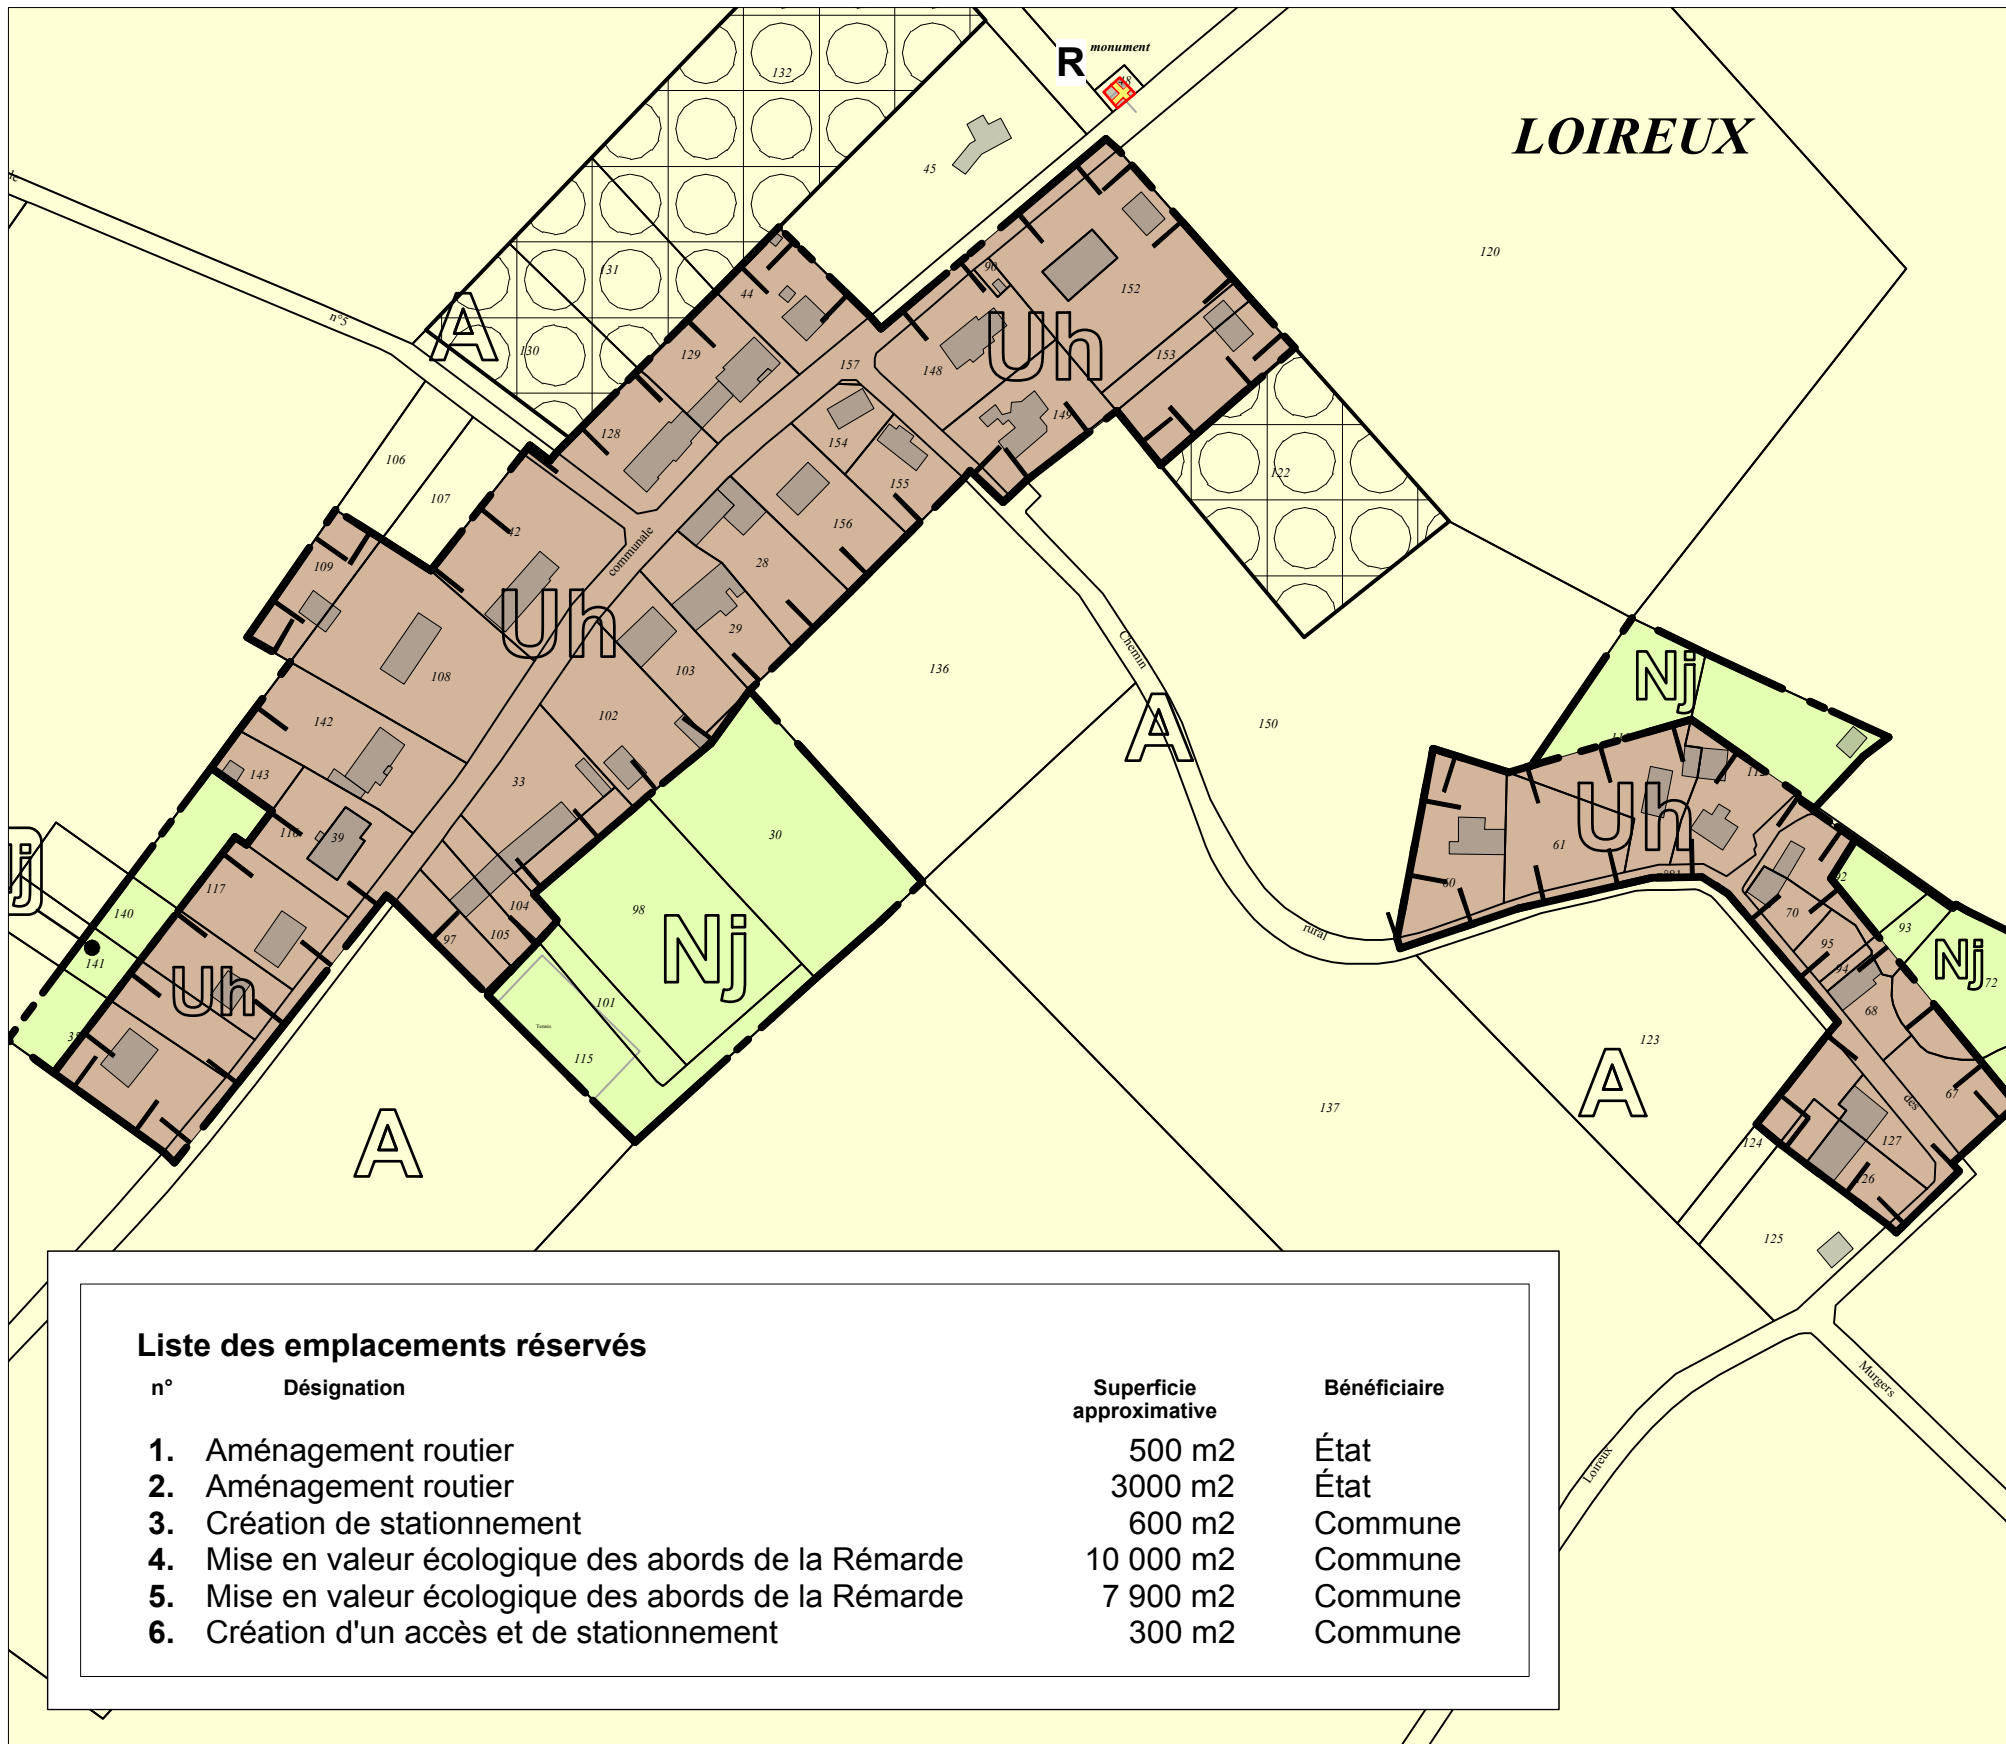 monument
R
48
132
LOIREUX
45
120
131
44
90
152
n°5
A
130
129
157
148
Uh
153
128
154
149
106
155
122
107
42
156
communale
28
109
Uh
29
Chemin
103
136
108
Nj
142
102
A
150
143
33
39
30
Uh
61
60
117
104
98
92
140
105
97
Nj
70
93
rural
95
94
Nj
141
72
Uh
101
68
Tennis
115
123
A
67
des
137
A
124
127
126
125
Murgers
Loireux
Liste des emplacements réservés
n° Désignation Superficie approximative Bénéficiaire
1. Aménagement routier 500 m2 État
2. Aménagement routier 3000 m2 État
3. Création de stationnement 600 m2 Commune
4. Mise en valeur écologique des abords de la Rémarde 10 000 m2 Commune
5. Mise en valeur écologique des abords de la Rémarde 7 900 m2 Commune
6. Création d'un accès et de stationnement 300 m2 Commune